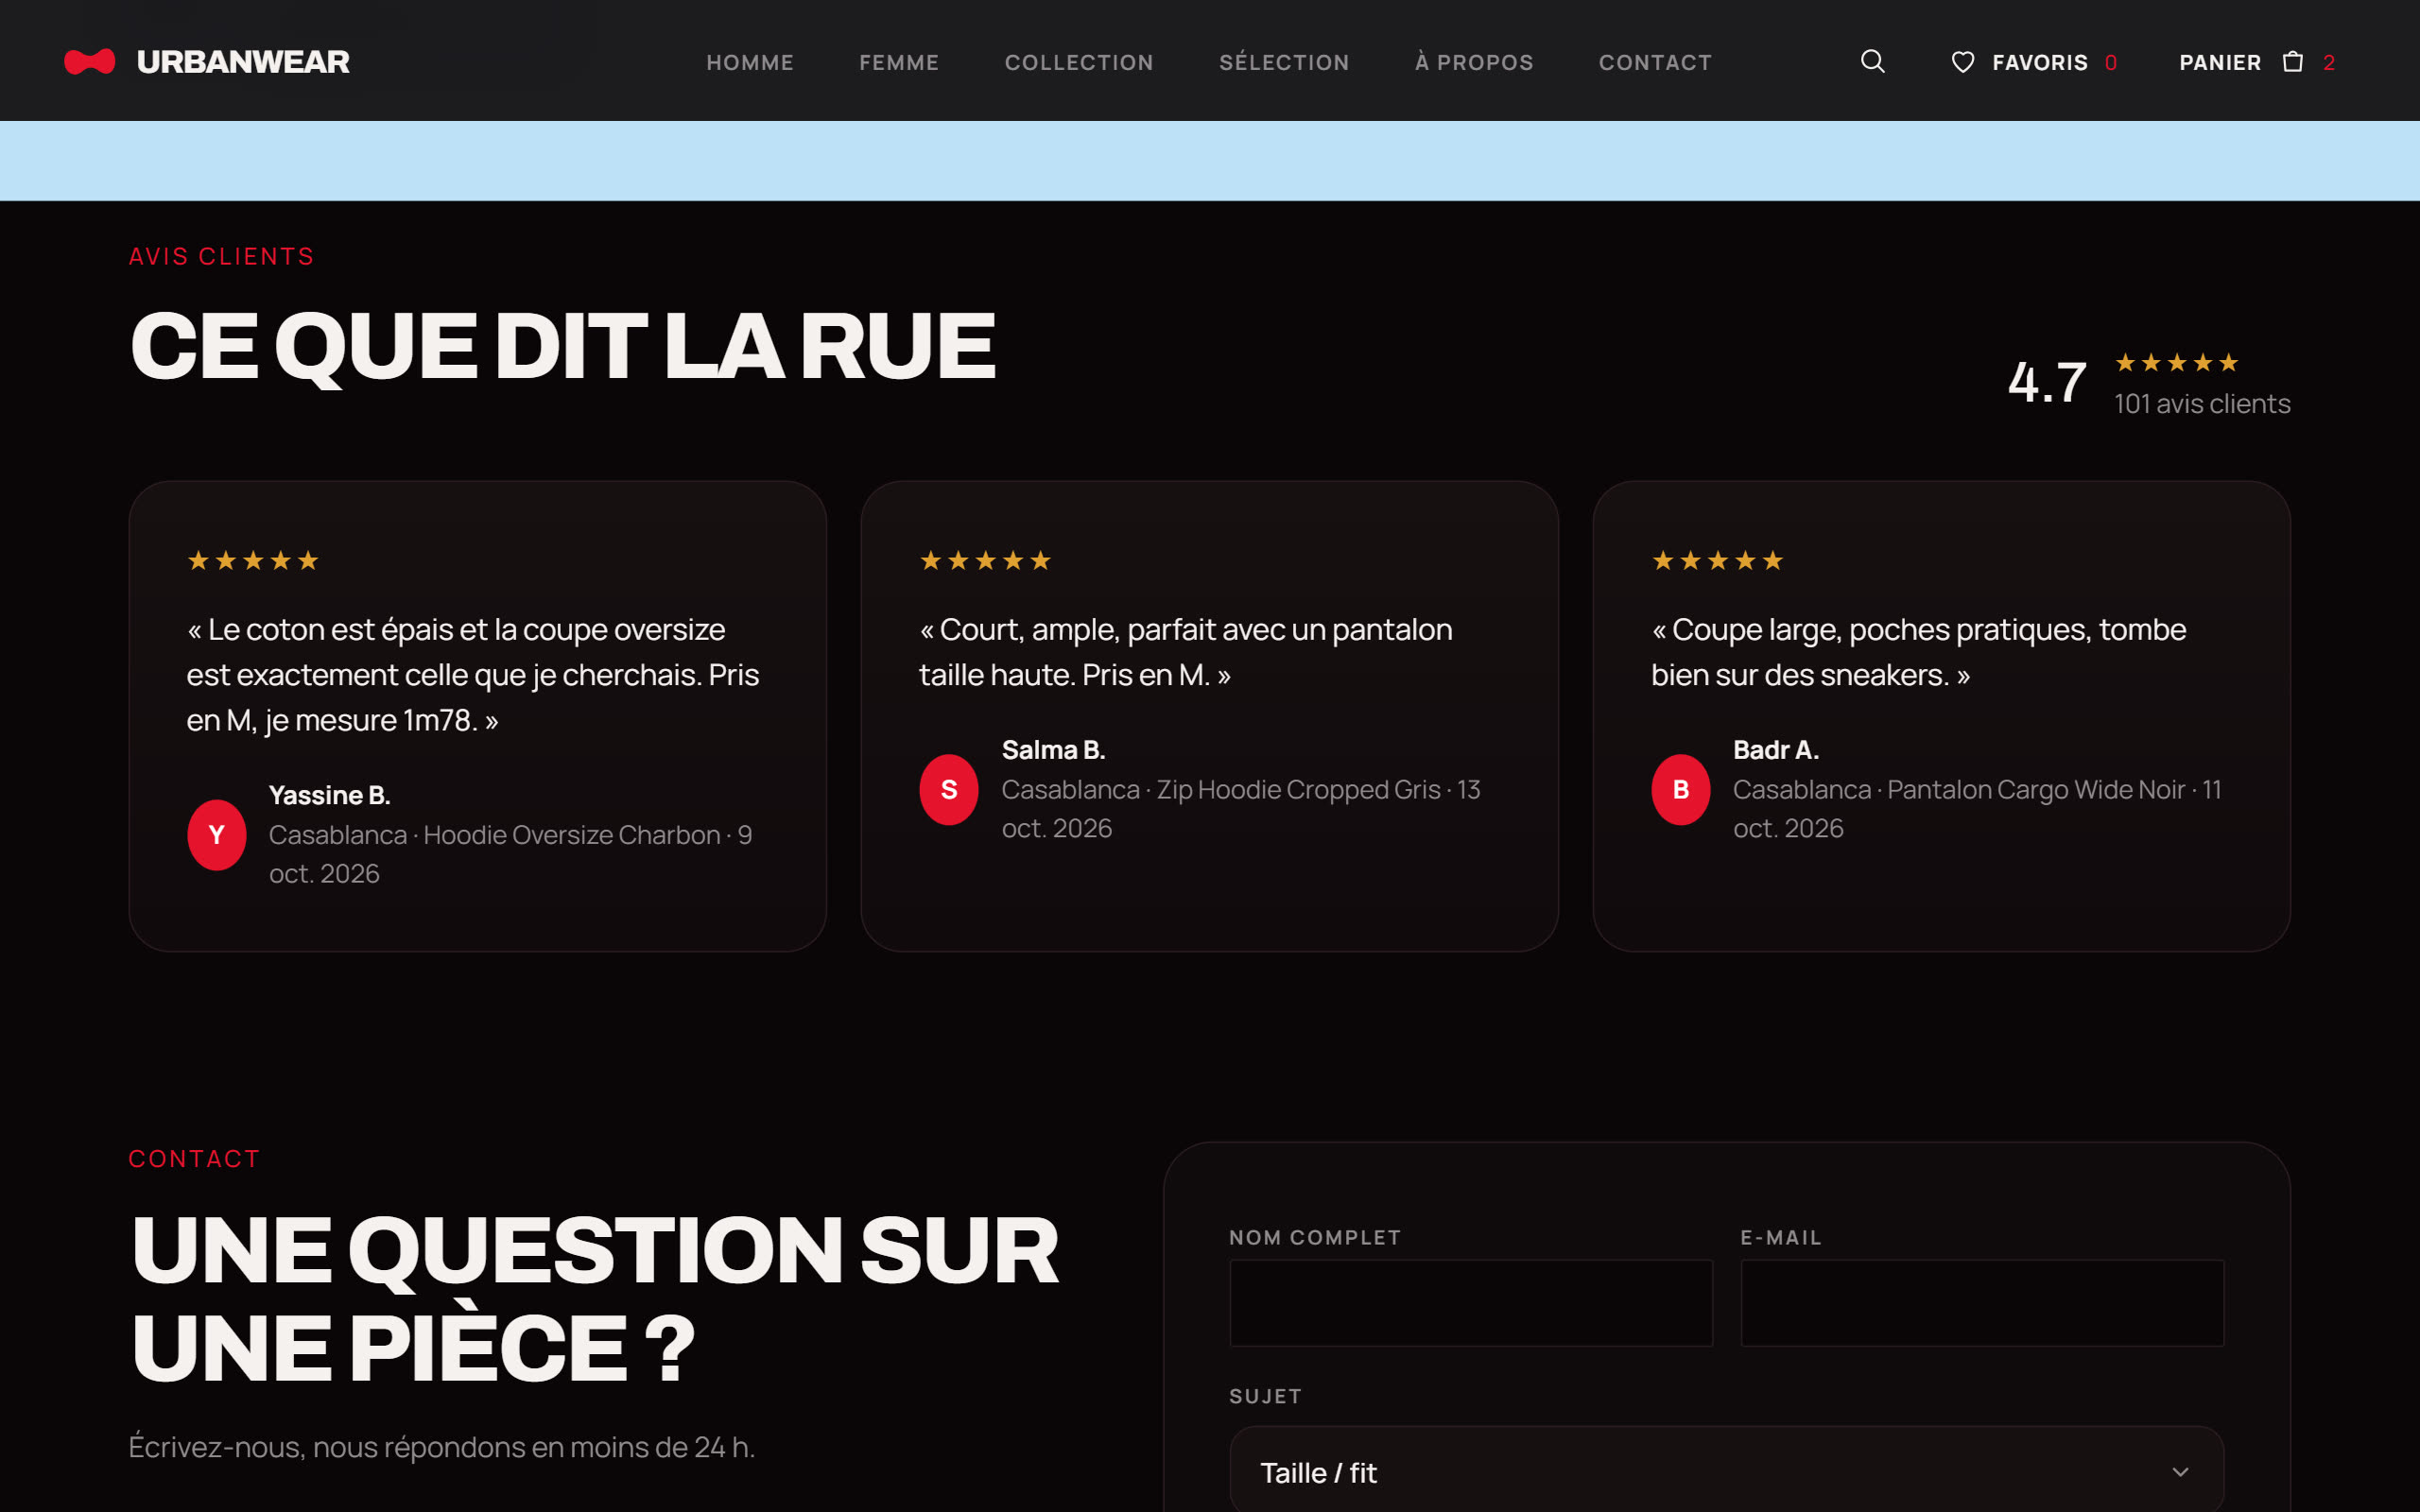 URBANWEAR
HOMME
FEMME
COLLECTION
SÉLECTION
À PROPOS
CONTACT
FAVORIS 0
PANIER 2
AVIS CLIENTS
CE QUE DIT LA RUE
4.7
★★★★★
101 avis clients
★★★★★
« Le coton est épais et la coupe oversize
est exactement celle que je cherchais. Pris
en M, je mesure 1m78. »
Y
Yassine B.
Casablanca · Hoodie Oversize Charbon · 9
oct. 2026
★★★★★
« Court, ample, parfait avec un pantalon
taille haute. Pris en M. »
S
Salma B.
Casablanca · Zip Hoodie Cropped Gris · 13
oct. 2026
★★★★★
« Coupe large, poches pratiques, tombe
bien sur des sneakers. »
B
Badr A.
Casablanca · Pantalon Cargo Wide Noir · 11
oct. 2026
CONTACT
UNE QUESTION SUR
UNE PIÈCE ?
Écrivez-nous, nous répondons en moins de 24 h.
NOM COMPLET
E-MAIL
SUJET
Taille / fit